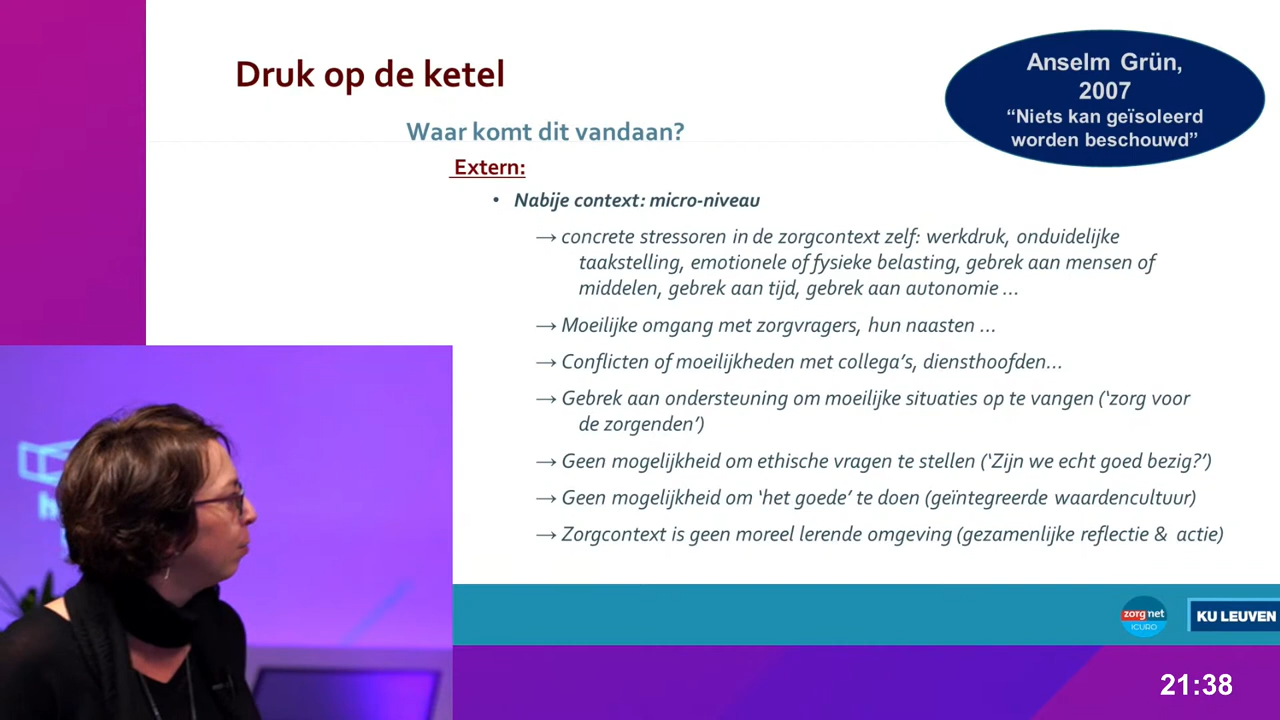 Druk op de ketel
Anselm Grün,
2007
“Niets kan geïsoleerd
worden beschouwd”
Waar komt dit vandaan?
Extern:
• Nabije context: micro-niveau
→ concrete stressoren in de zorgcontext zelf: werkdruk, onduidelijke
taakstelling, emotionele of fysieke belasting, gebrek aan mensen of
middelen, gebrek aan tijd, gebrek aan autonomie …
→ Moeilijke omgang met zorgvragers, hun naasten …
→ Conflicten of moeilijkheden met collega’s, diensthoofden…
→ Gebrek aan ondersteuning om moeilijke situaties op te vangen (‘zorg voor
de zorgenden’)
→ Geen mogelijkheid om ethische vragen te stellen (‘Zijn we echt goed bezig?’)
→ Geen mogelijkheid om ‘het goede’ te doen (geïntegreerde waardencultuur)
→ Zorgcontext is geen moreel lerende omgeving (gezamenlijke reflectie & actie)
zorgnet
ICURO
KU LEUVEN
21:38